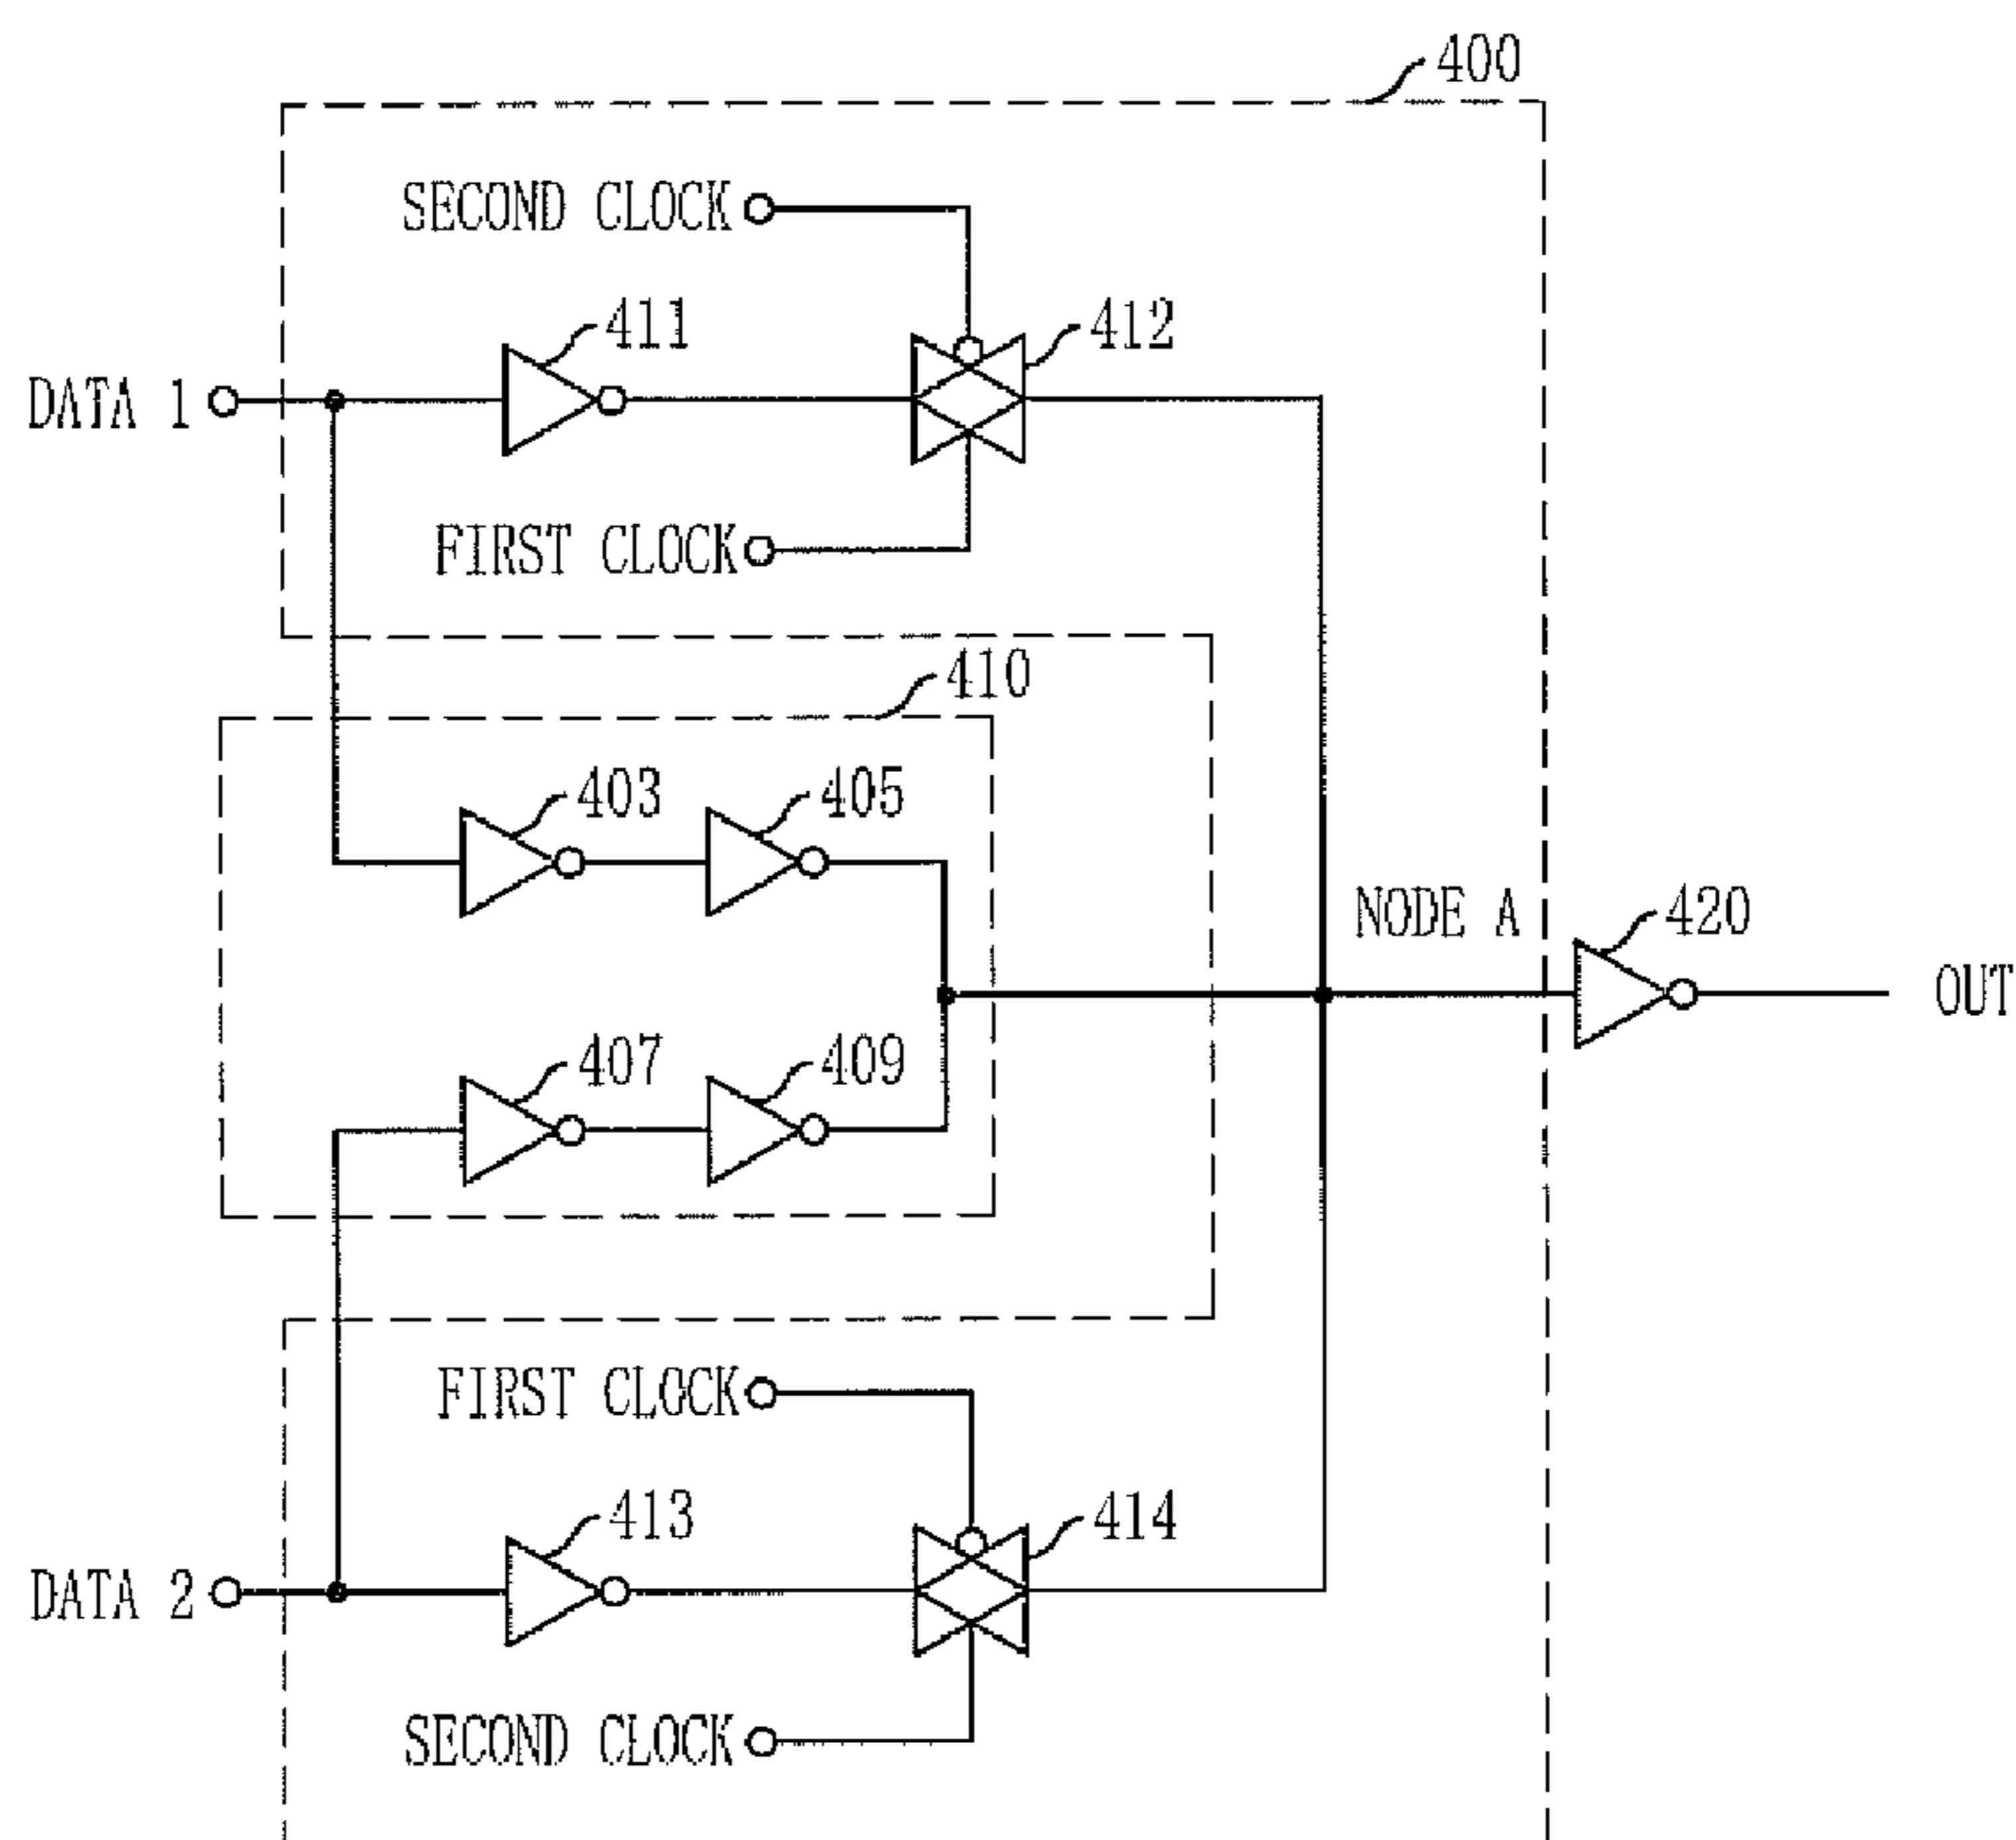 400
SECOND CLOCK
411
412
DATA 1
FIRST CLOCK
410
403
405
NODE A
420
OUT
407
409
FIRST CLOCK
413
414
DATA 2
SECOND CLOCK